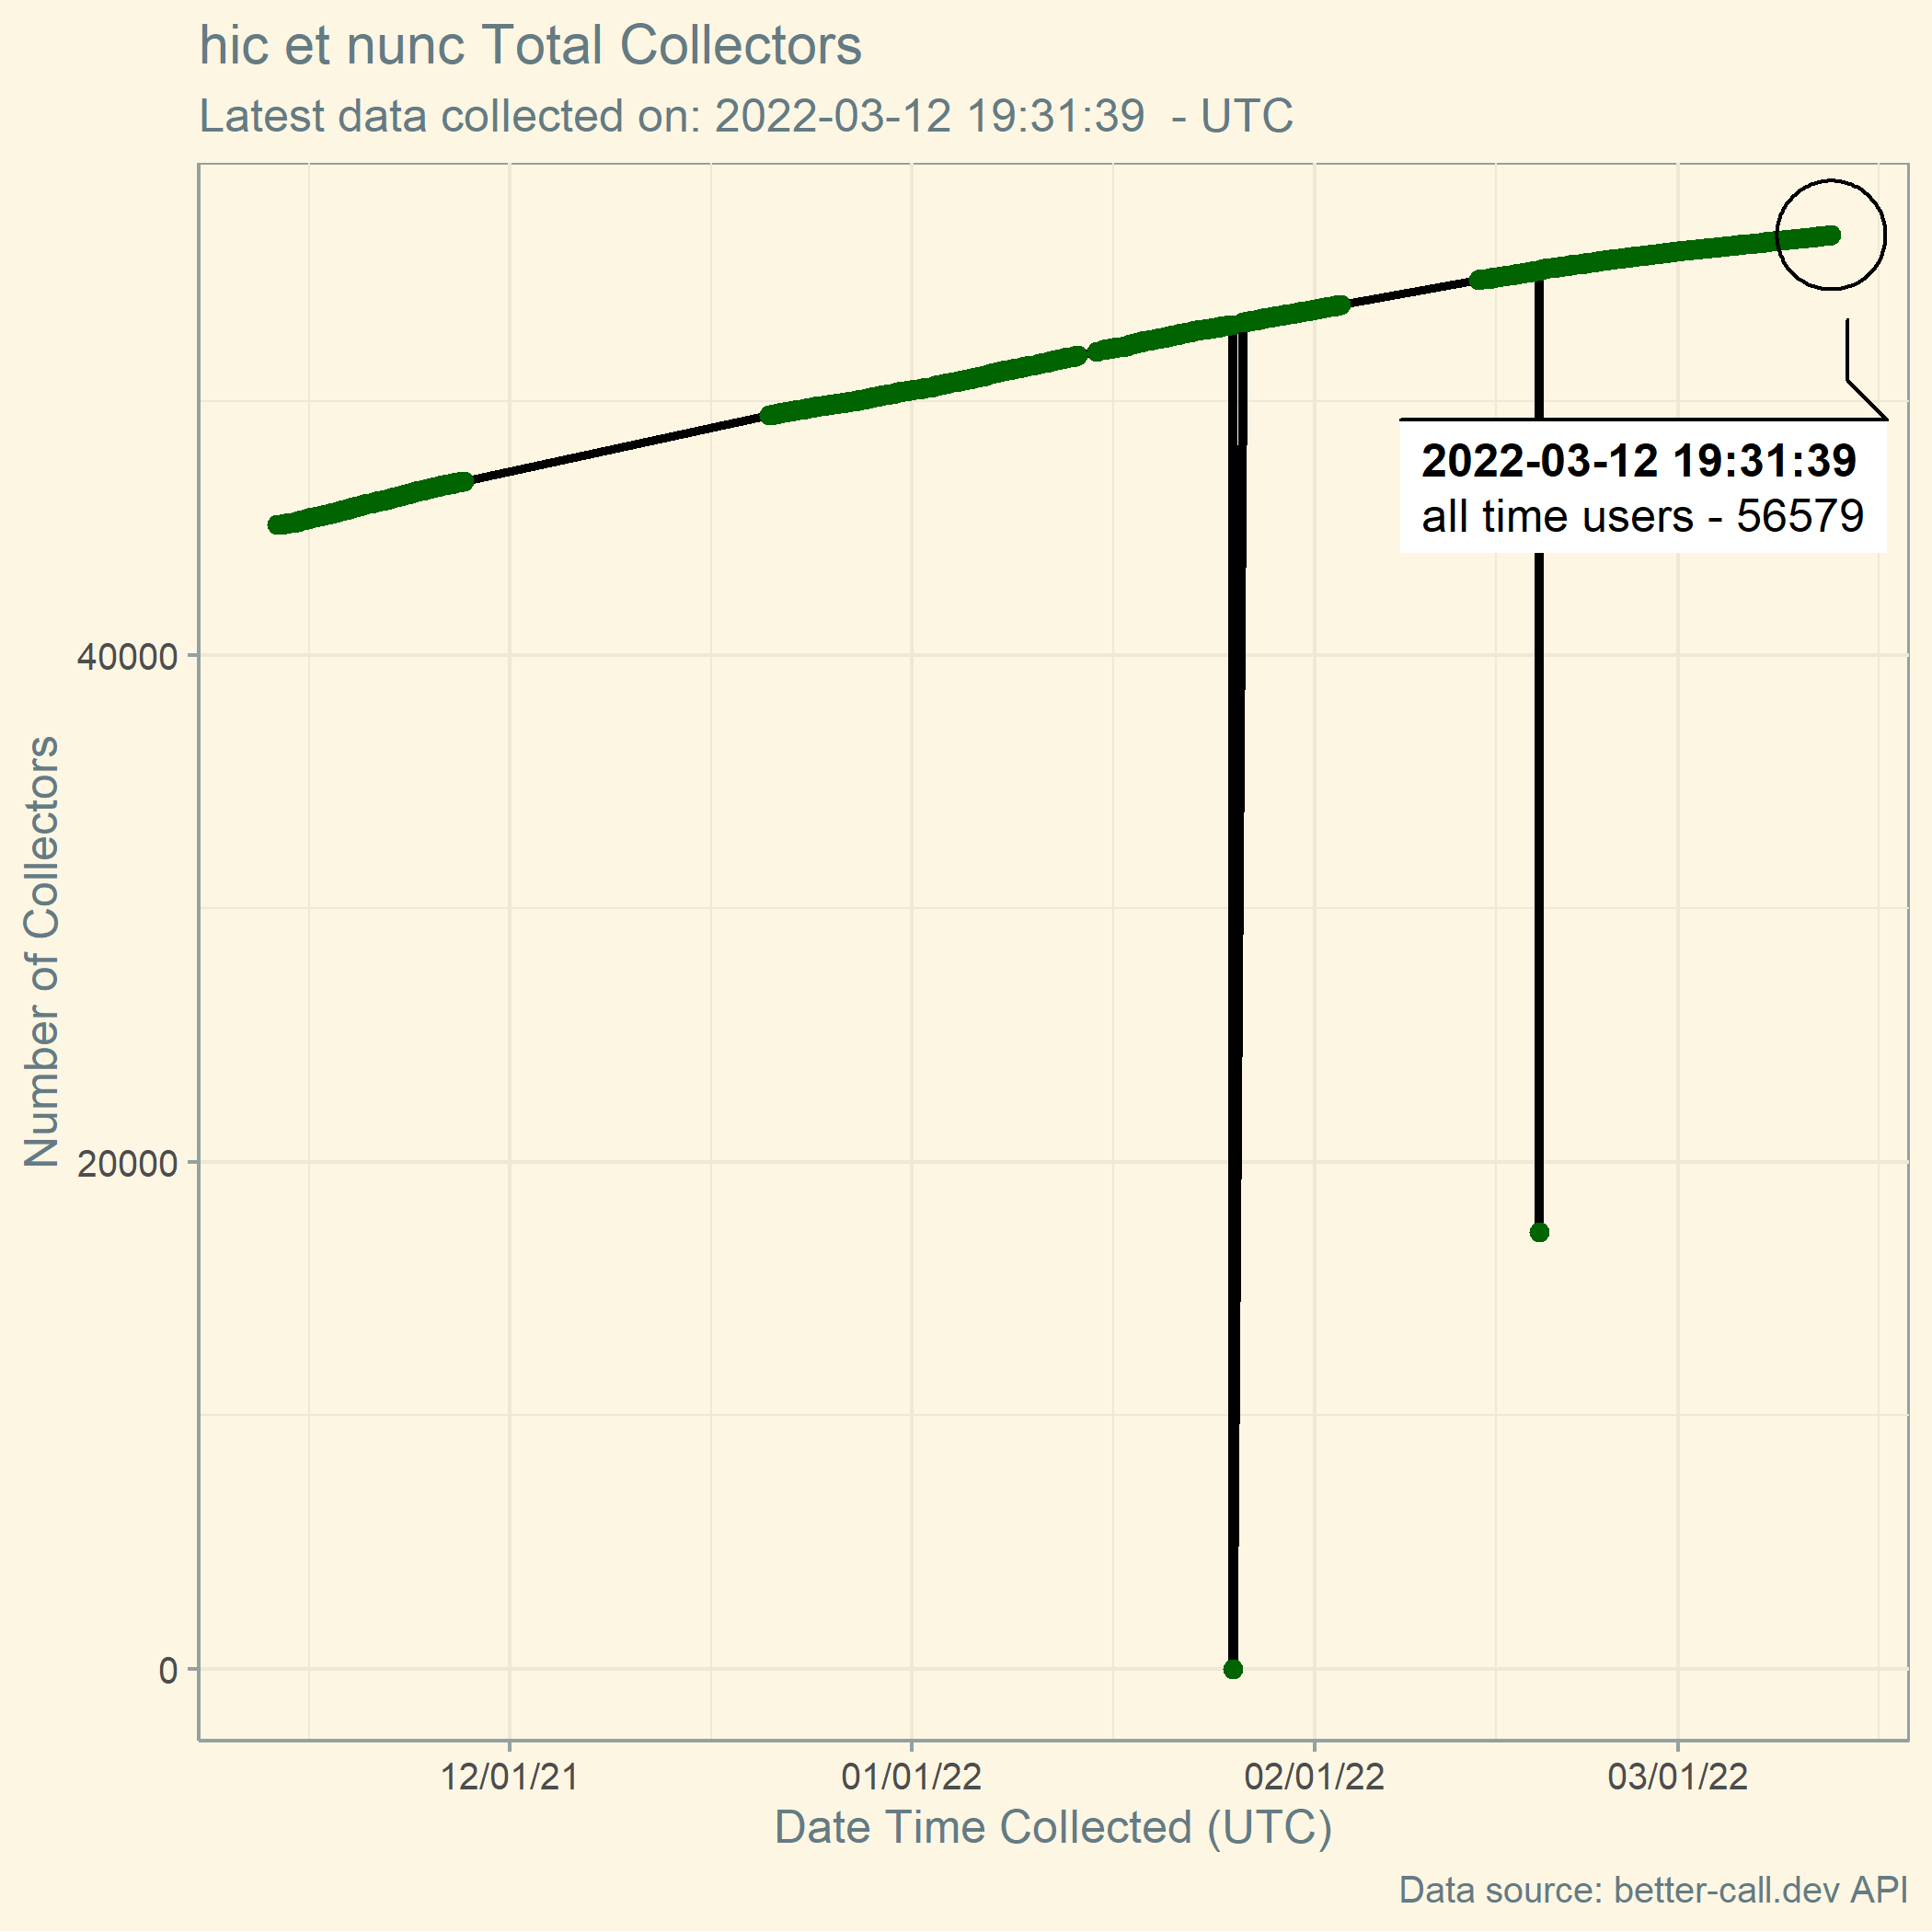 hic et nunc Total Collectors
Latest data collected on: 2022-03-12 19:31:39  - UTC
2022-03-12 19:31:39
all time users - 56579
Number of Collectors
40000
20000
0
12/01/21
01/01/22
02/01/22
03/01/22
Date Time Collected (UTC)
Data source: better-call.dev API